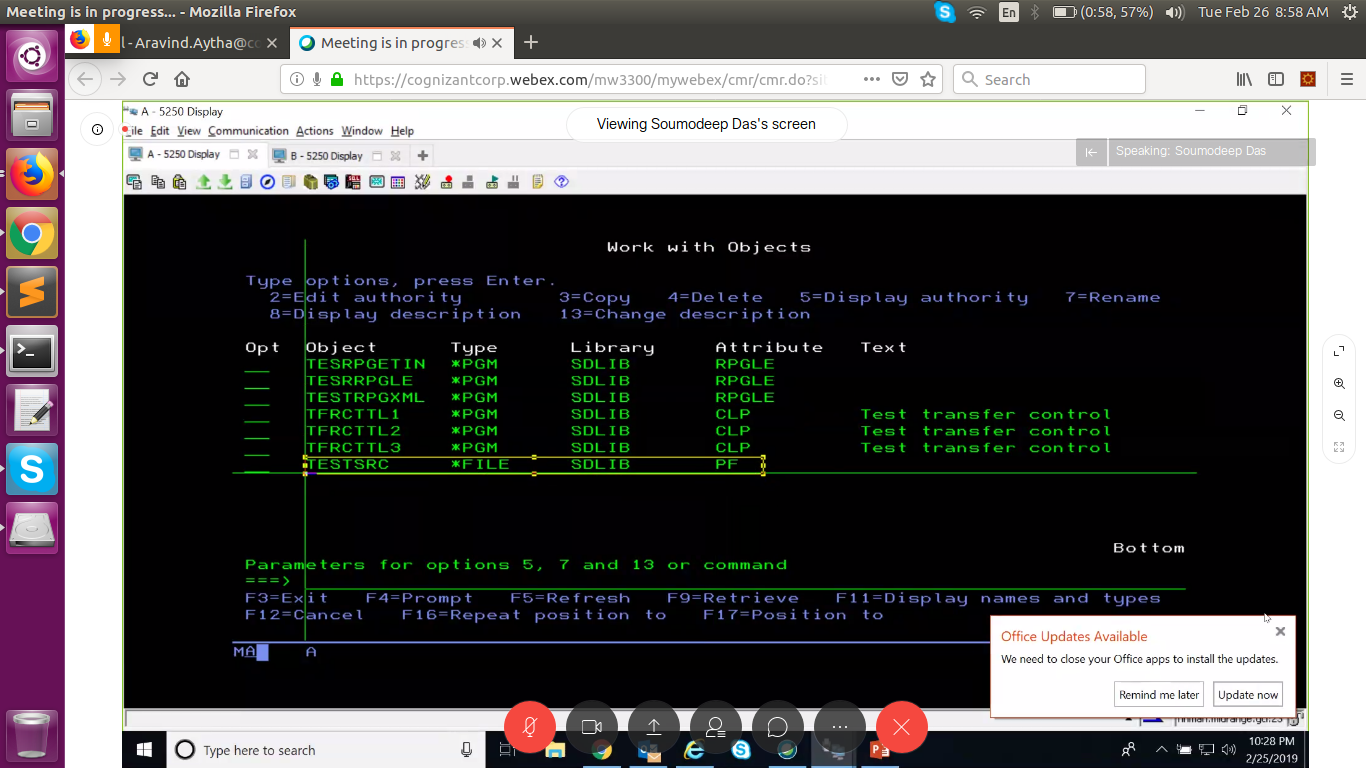 Meeting is in progress... - Mozilla Firefox
En
(0:58, 57%)
Tue Feb 26 8:58 AM
l - Aravind.Aytha@co
Meeting is in progress
https://cognizantcorp.webex.com/mw3300/mywebex/cmr/cmr.do?si
Search
A - 5250 Display
Viewing Soumodeep Das's screen
ile Edit View Communication Actions Window Help
Speaking: Soumodeep Das
A - 5250 Display
B - 5250 Display
Work with Objects
Type options, press Enter.
2=Edit authority 3=Copy 4=Delete 5=Display authority 7=Rename
8=Display description 13=Change description
Opt Object Type Library Attribute Text
TESRPGETIN *PGM SDLIB RPGLE
TESRRPGLE *PGM SDLIB RPGLE
TESTRPGXML *PGM SDLIB RPGLE
TFRCTTL1 *PGM SDLIB CLP Test transfer control
TFRCTTL2 *PGM SDLIB CLP Test transfer control
TFRCTTL3 *PGM SDLIB CLP Test transfer control
TESTSRC *FILE SDLIB PF
Bottom
Parameters for options 5, 7 and 13 or command
===>
F3=Exit F4=Prompt F5=Refresh F9=Retrieve F11=Display names and types
F12=Cancel F16=Repeat position to F17=Position to
MA A
Office Updates Available
We need to close your Office apps to install the updates.
Remind me later
Update now
Type here to search
10:28 PM
2/25/2019